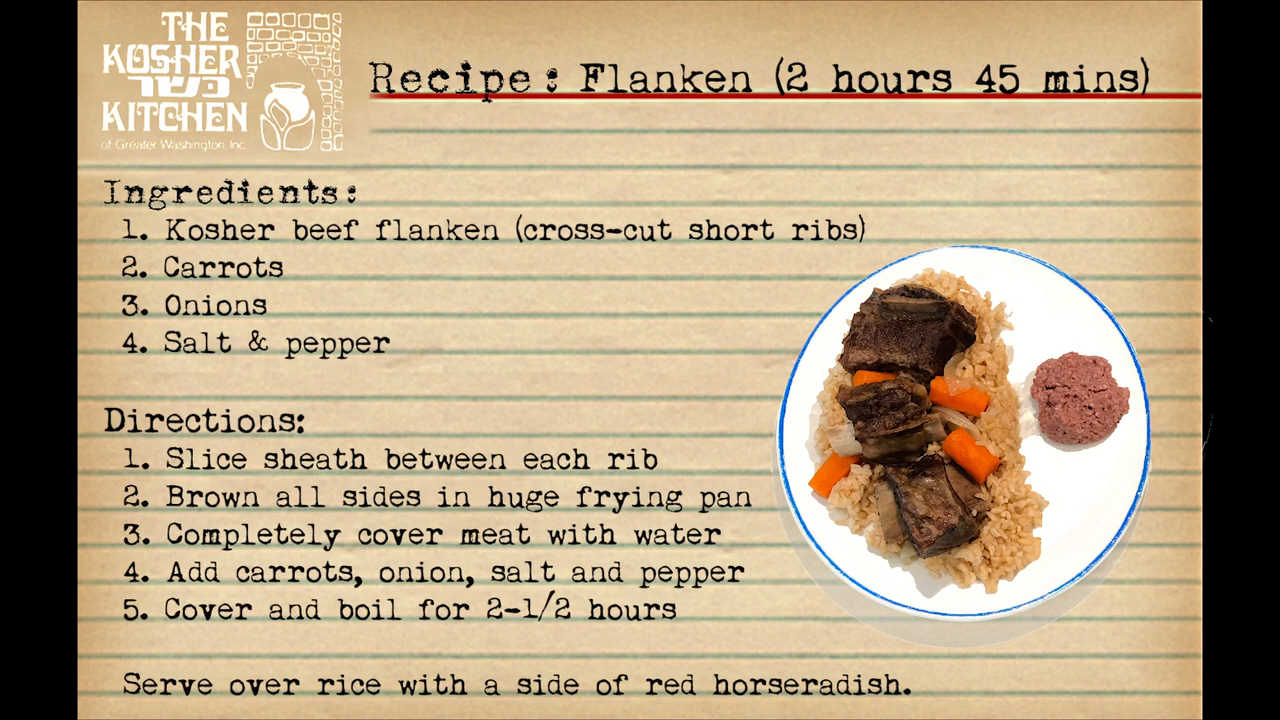 THE
KOSHER
כשר
KITCHEN
of Greater Washington, Inc
Recipe: Flanken (2 hours 45 mins)
Ingredients:
1. Kosher beef flanken (cross-cut short ribs)
2. Carrots
3. Onions
4. Salt & pepper
Directions:
1. Slice sheath between each rib
2. Brown all sides in huge frying pan
3. Completely cover meat with water
4. Add carrots, onion, salt and pepper
5. Cover and boil for 2-1/2 hours
Serve over rice with a side of red horseradish.